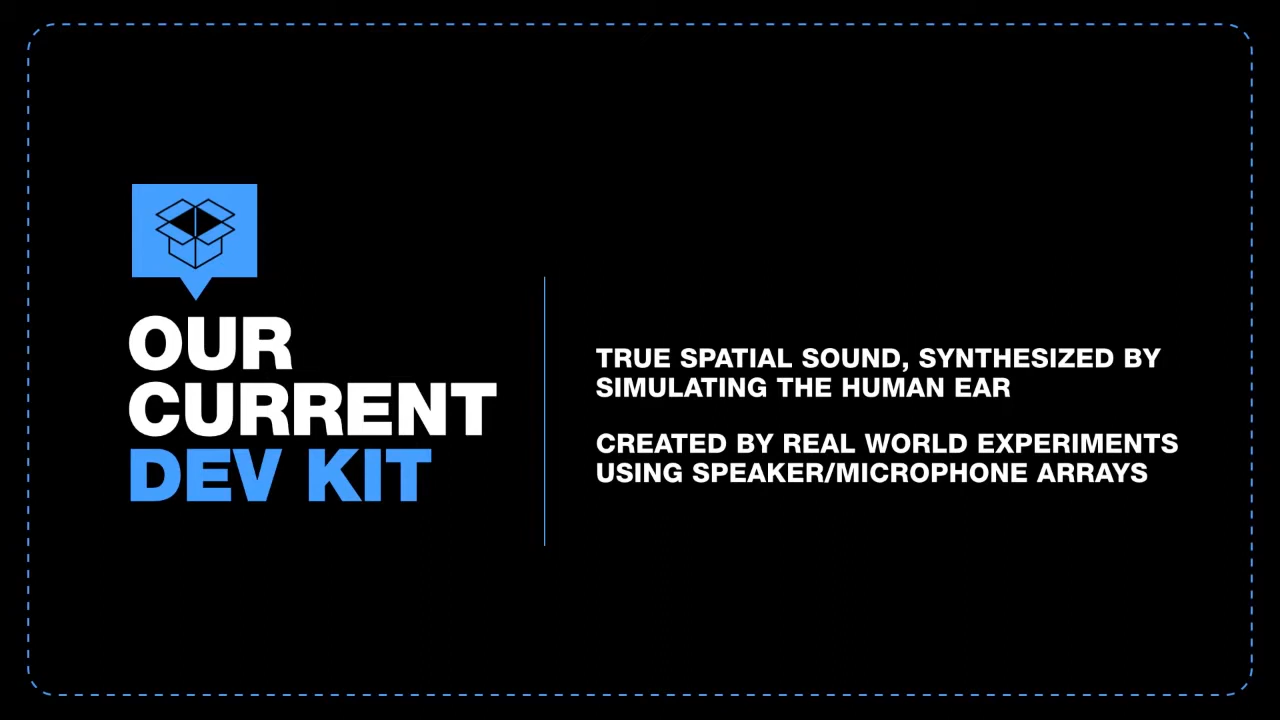 OUR
CURRENT
DEV KIT
TRUE SPATIAL SOUND, SYNTHESIZED BY
SIMULATING THE HUMAN EAR
CREATED BY REAL WORLD EXPERIMENTS
USING SPEAKER/MICROPHONE ARRAYS